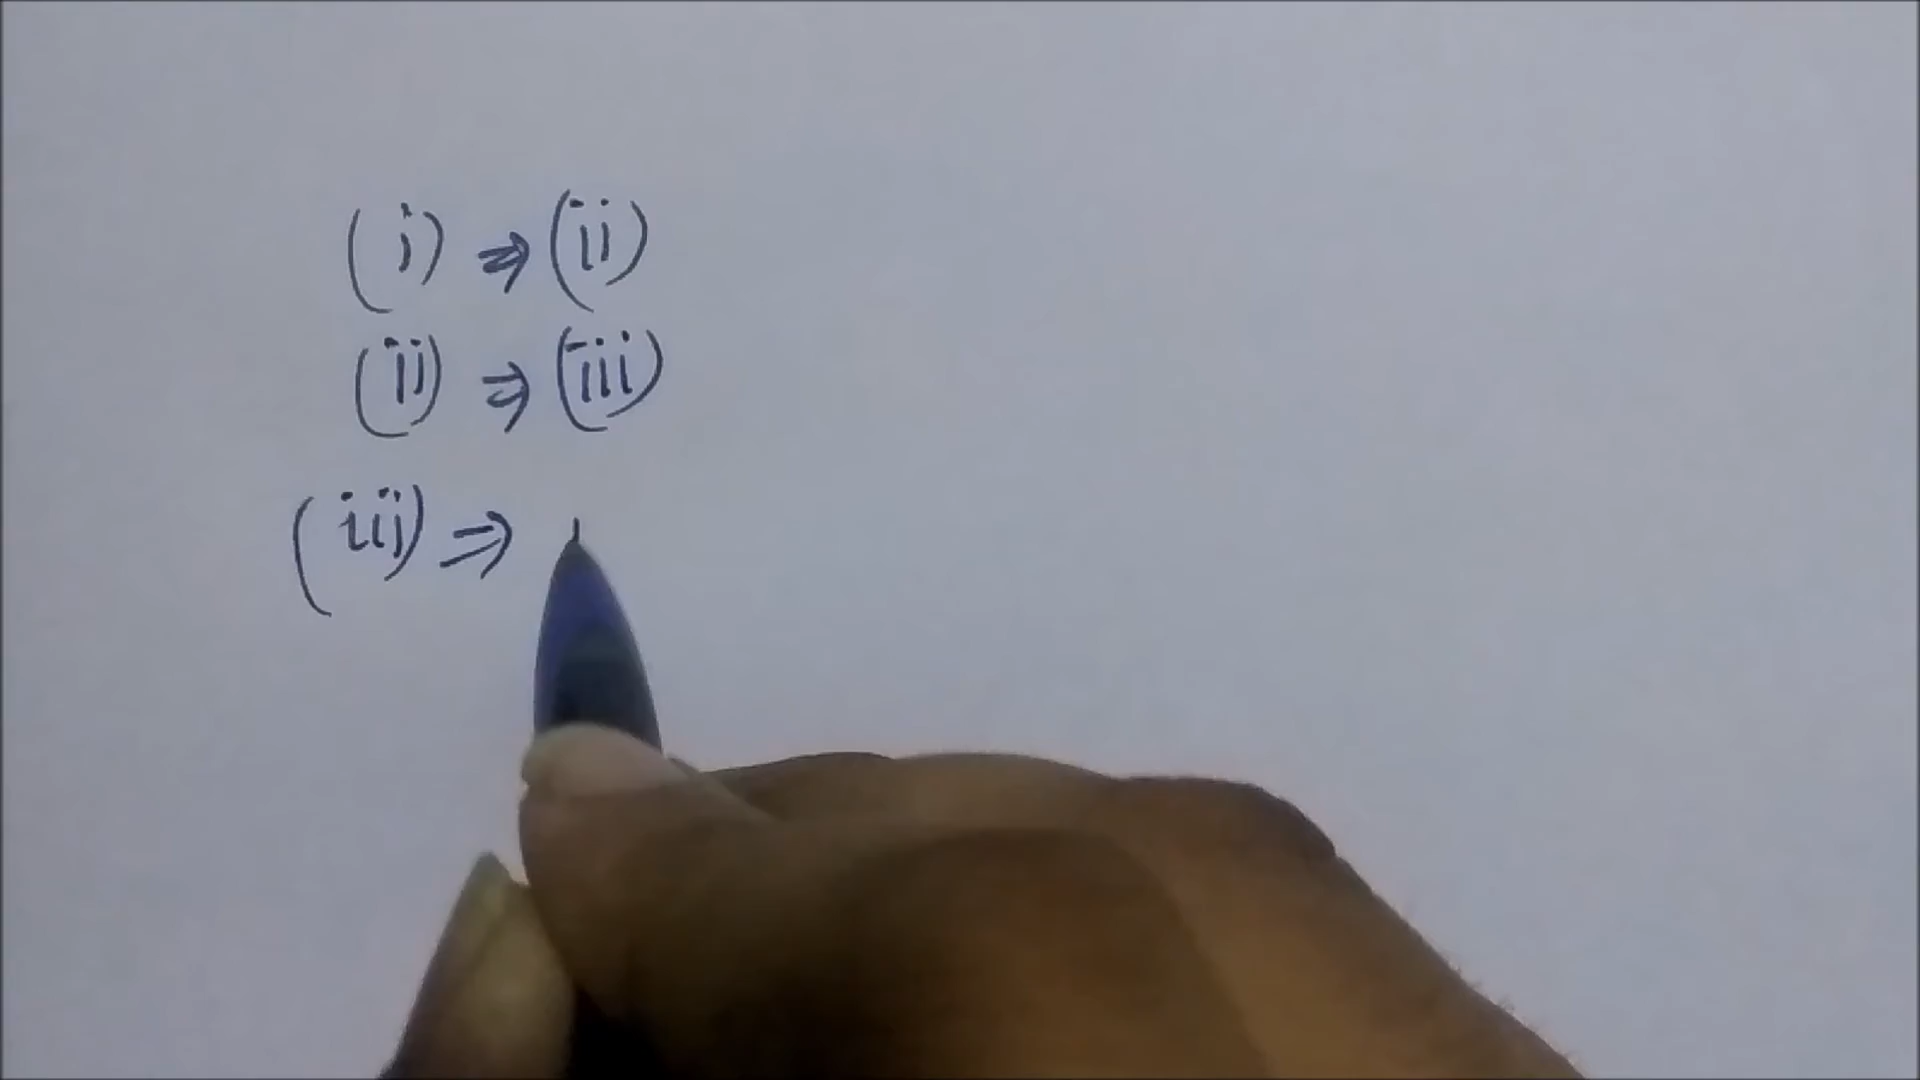 (i) ⇒ (ii)
(ii) ⇒ (iii)
(iii) ⇒